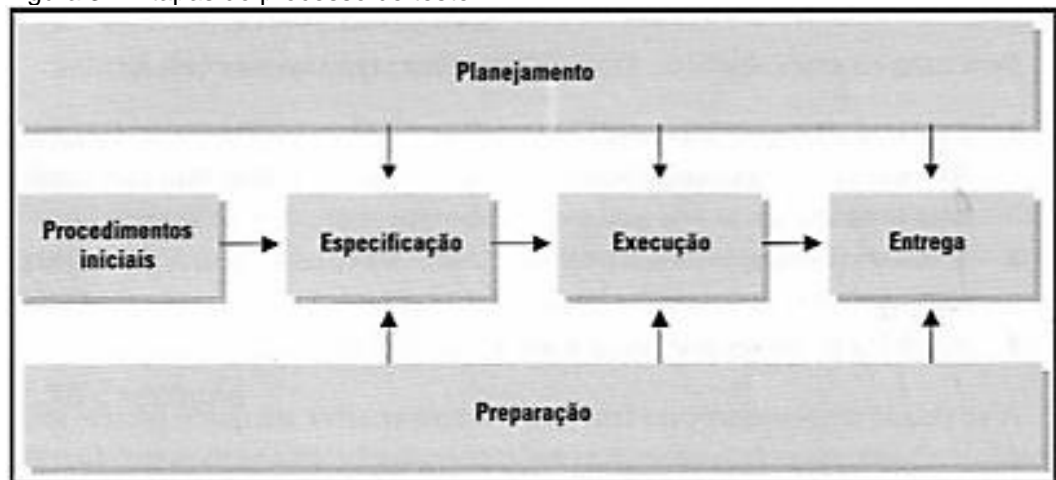 Planejamento
Procedimentos
iniciais
Especificação
Execução
Entrega
Preparação